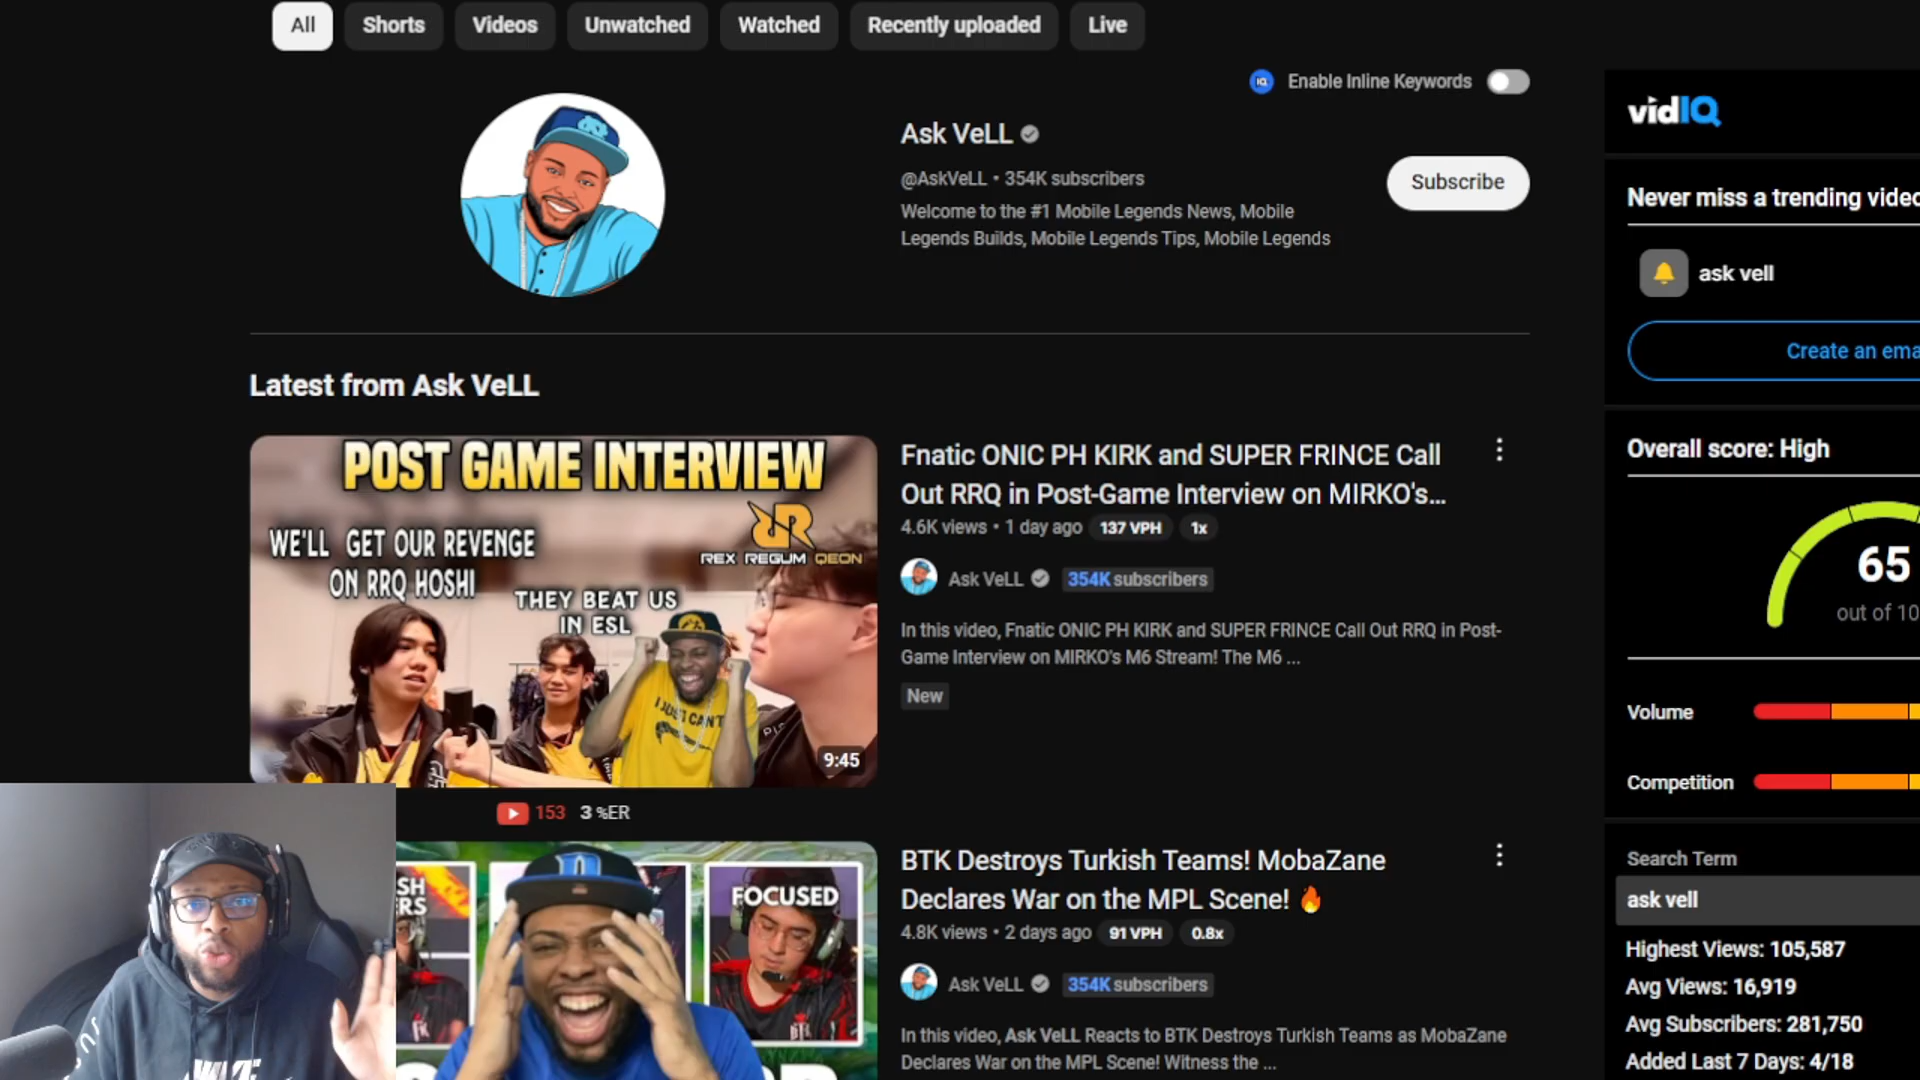 All
Shorts
Videos
Unwatched
Watched
Recently uploaded
Live
Enable Inline Keywords
Ask VeLL
@AskVeLL • 354K subscribers
Welcome to the #1 Mobile Legends News, Mobile
Legends Builds, Mobile Legends Tips, Mobile Legends
Subscribe
Latest from Ask VeLL
POST GAME INTERVIEW
WE'LL GET OUR REVENGE
ON RRQ HOSHI
THEY BEAT US
IN ESL
REX REGUM QEON
I JUST CAN'T
9:45
153 3 %ER
Fnatic ONIC PH KIRK and SUPER FRINCE Call
Out RRQ in Post-Game Interview on MIRKO's...
4.6K views • 1 day ago 137 VPH 1x
Ask VeLL 354K subscribers
In this video, Fnatic ONIC PH KIRK and SUPER FRINCE Call Out RRQ in Post-
Game Interview on MIRKO's M6 Stream! The M6 ...
New
FOCUSED
BTK Destroys Turkish Teams! MobaZane
Declares War on the MPL Scene! 🔥
4.8K views • 2 days ago 91 VPH 0.8x
Ask VeLL 354K subscribers
In this video, Ask VeLL Reacts to BTK Destroys Turkish Teams as MobaZane
Declares War on the MPL Scene! Witness the ...
vidIQ
Never miss a trending video
ask vell
Create an ema
Overall score: High
65
out of 10
Volume
Competition
Search Term
ask vell
Highest Views: 105,587
Avg Views: 16,919
Avg Subscribers: 281,750
Added Last 7 Days: 4/18